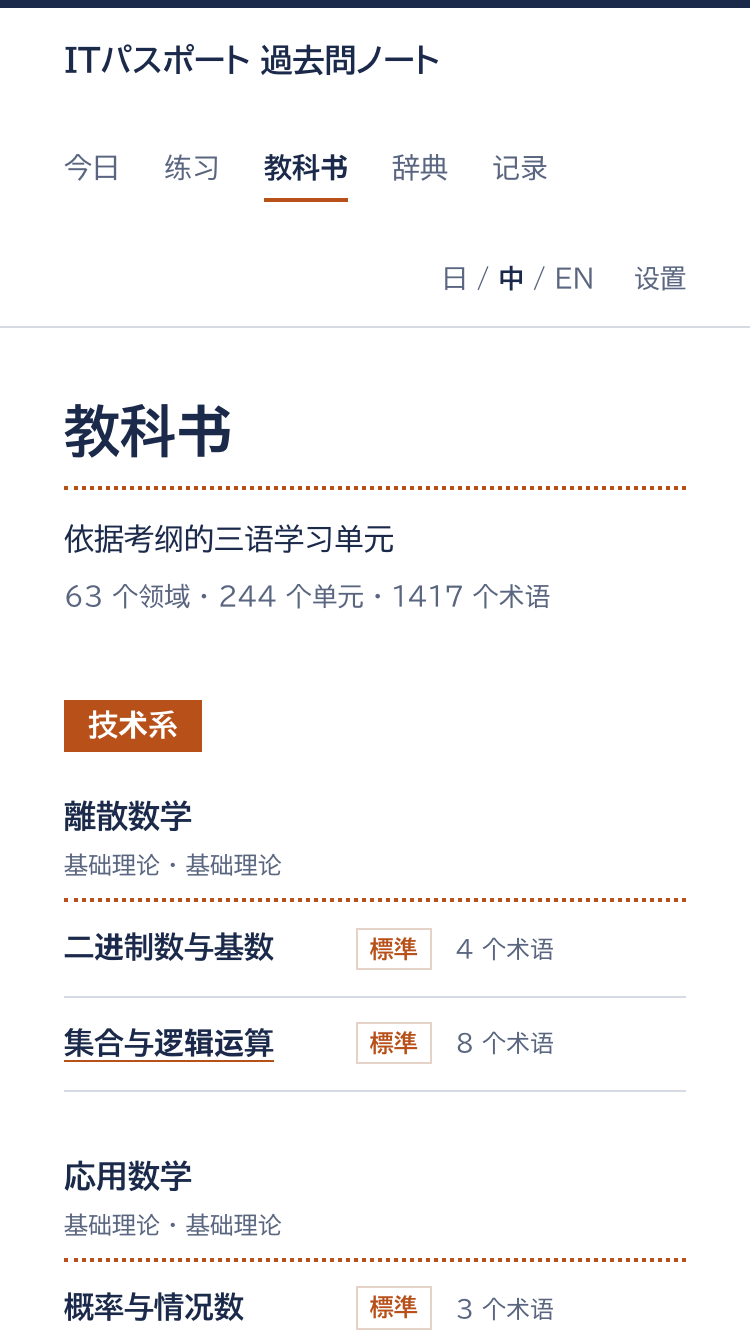 ITパスポート 過去問ノート
今日 练习 教科书 辞典 记录
日 / 中 / EN 设置
教科书
依据考纲的三语学习单元
63 个领域・244 个单元・1417 个术语
技术系
離散数学
基础理论・基础理论
二进制数与基数 標準 4 个术语
集合与逻辑运算 標準 8 个术语
応用数学
基础理论・基础理论
概率与情况数 標準 3 个术语